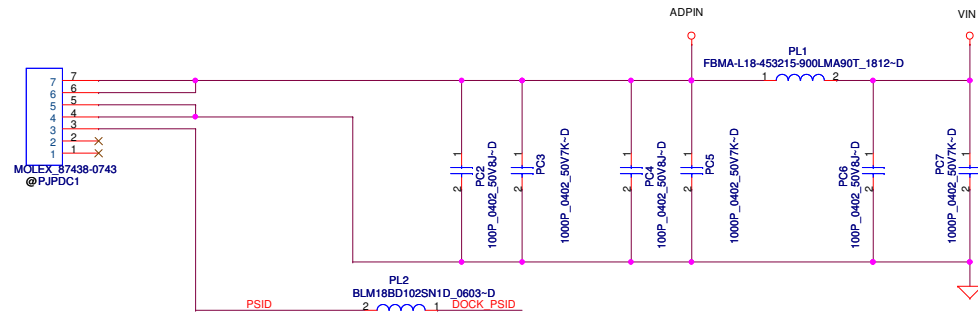 ADPIN
VIN
PL1
FBMA-L18-453215-900LMA90T_1812~D
1 2
7 7
6 6
5 5
4 4
3 3
2 2
1 1
MOLEX_87438-0743
@PJPDC1
1 2
PC2
100P_0402_50V8J~D
1 2
PC3
1000P_0402_50V7K~D
1 2
PC4
100P_0402_50V8J~D
1 2
PC5
1000P_0402_50V7K~D
1 2
PC6
100P_0402_50V8J~D
1 2
PC7
1000P_0402_50V7K~D
PL2
BLM18BD102SN1D_0603~D
PSID
2 1
DOCK_PSID